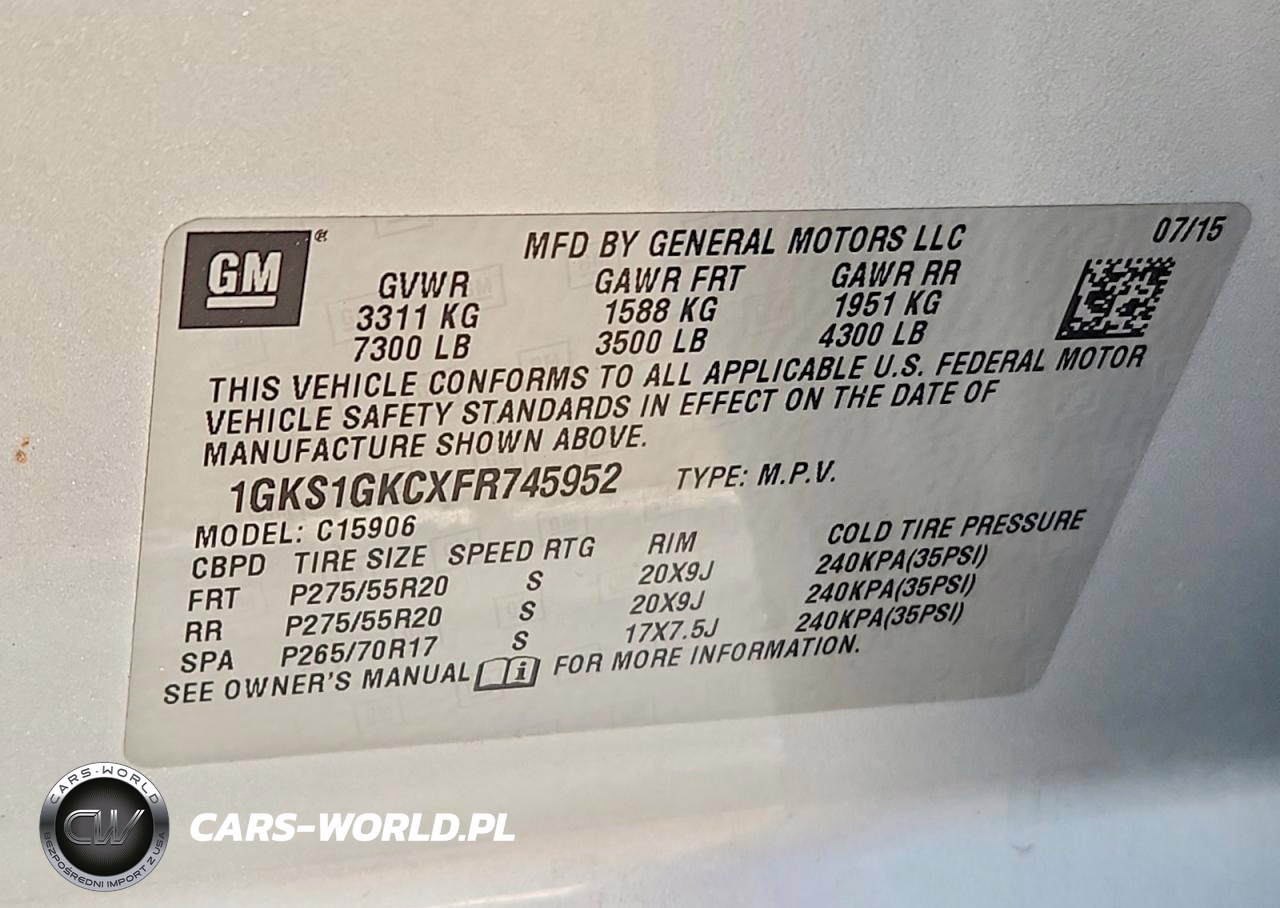 GM ®
MFD BY GENERAL MOTORS LLC 07/15
GVWR GAWR FRT GAWR RR
3311 KG 1588 KG 1951 KG
7300 LB 3500 LB 4300 LB
THIS VEHICLE CONFORMS TO ALL APPLICABLE U.S. FEDERAL MOTOR
VEHICLE SAFETY STANDARDS IN EFFECT ON THE DATE OF
MANUFACTURE SHOWN ABOVE.
1GKS1GKCXFR745952 TYPE: M.P.V.
MODEL: C15906
CBPD TIRE SIZE SPEED RTG RIM COLD TIRE PRESSURE
FRT P275/55R20 S 20X9J 240KPA(35PSI)
RR P275/55R20 S 20X9J 240KPA(35PSI)
SPA P265/70R17 S 17X7.5J 240KPA(35PSI)
SEE OWNER'S MANUAL i FOR MORE INFORMATION.
CARS-WORLD
CW
BEZPOŚREDNI IMPORT Z USA
CARS-WORLD.PL